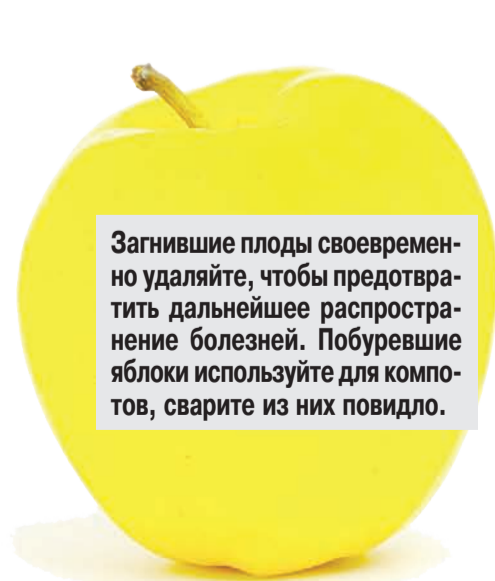 Загнившие плоды своевремен-
но удаляйте, чтобы предотвра-
тить дальнейшее распростра-
нение болезней. Побуревшие
яблоки используйте для компо-
тов, сварите из них повидло.